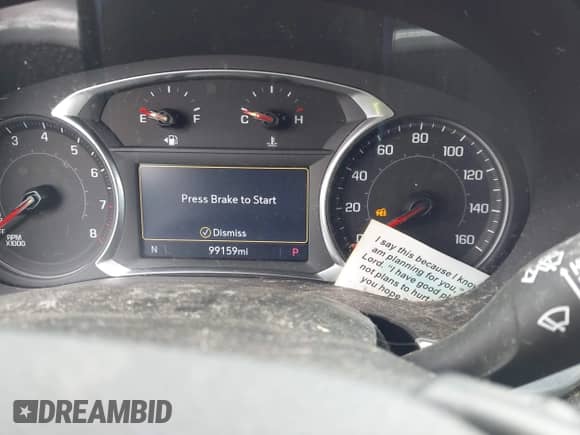 E F C H
3 4 5 6 7 8
RPM
X1000
Press Brake to Start
Dismiss
N 99159mi P
0 20 40 60 80 100 120 140 160
I say this because I know
am planning for you,"
Lord. "I have good
not plans to hurt
you hope
DREAMBID